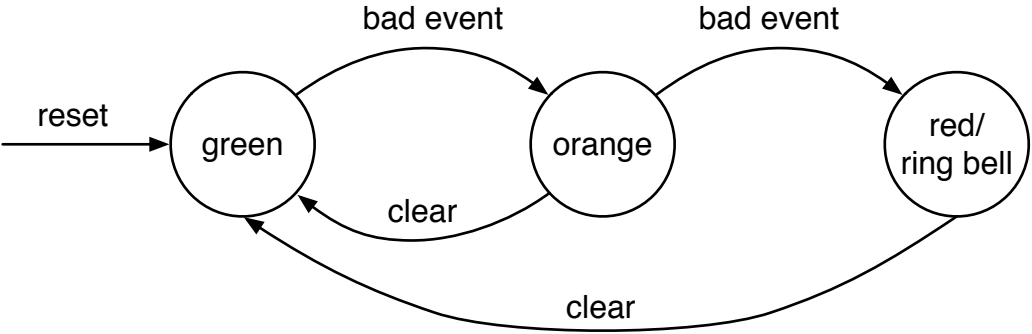 bad event
bad event
reset
green
orange
red/
ring bell
clear
clear